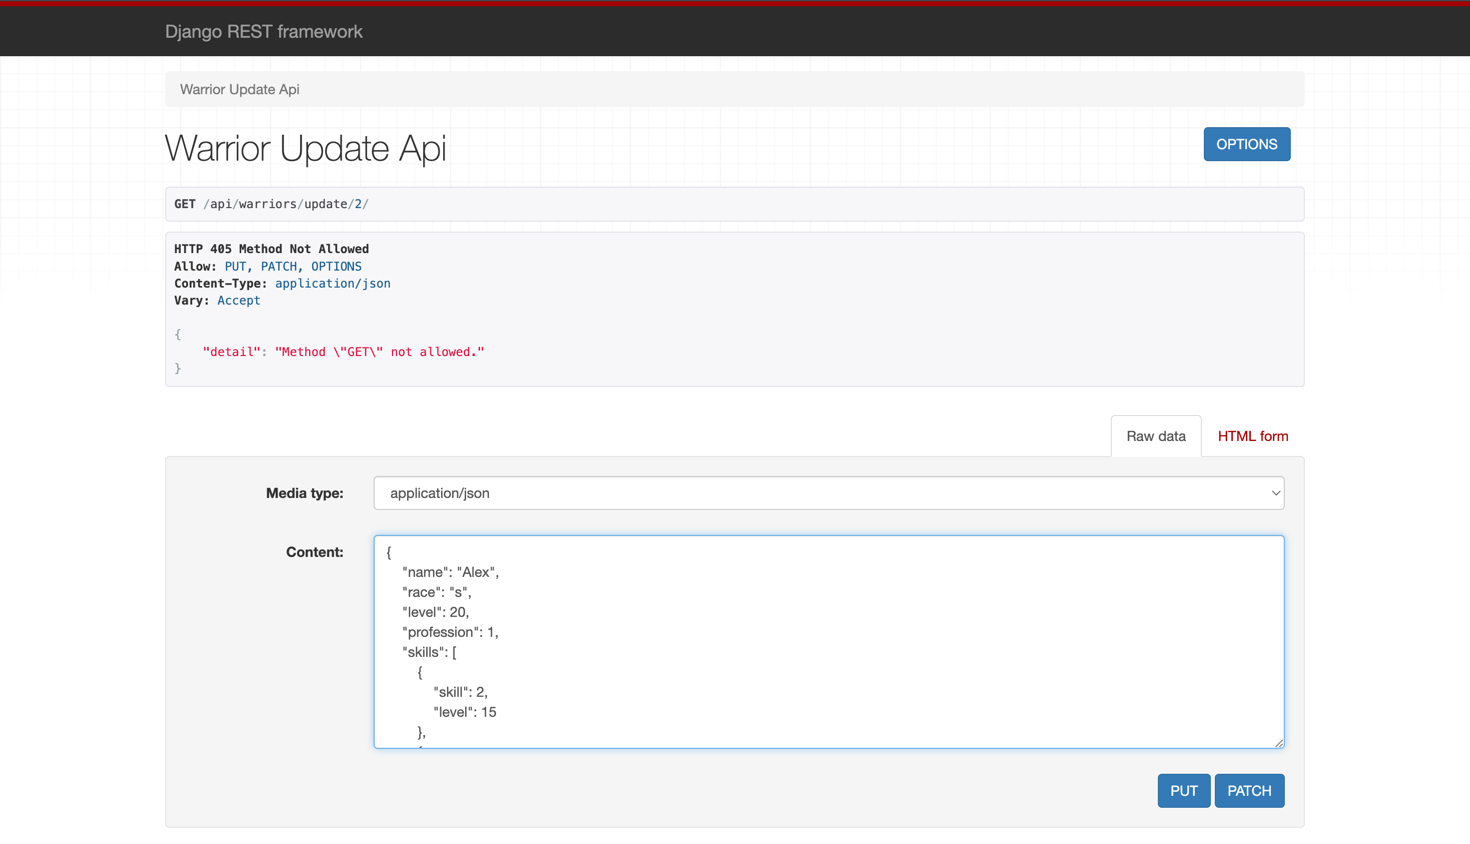 Django REST framework
Warrior Update Api
Warrior Update Api
OPTIONS
GET /api/warriors/update/2/
HTTP 405 Method Not Allowed
Allow: PUT, PATCH, OPTIONS
Content-Type: application/json
Vary: Accept
{
"detail": "Method \"GET\" not allowed."
}
Raw data
HTML form
Media type:
application/json
Content:
{
"name": "Alex",
"race": "s",
"level": 20,
"profession": 1,
"skills": [
{
"skill": 2,
"level": 15
},
PUT
PATCH